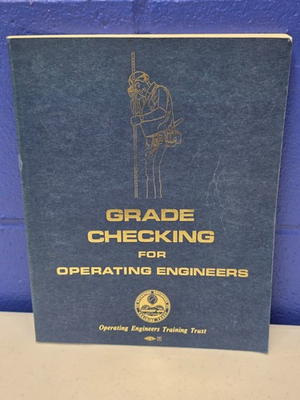 GRADE
CHECKING
FOR
OPERATING ENGINEERS
Operating Engineers Training Trust